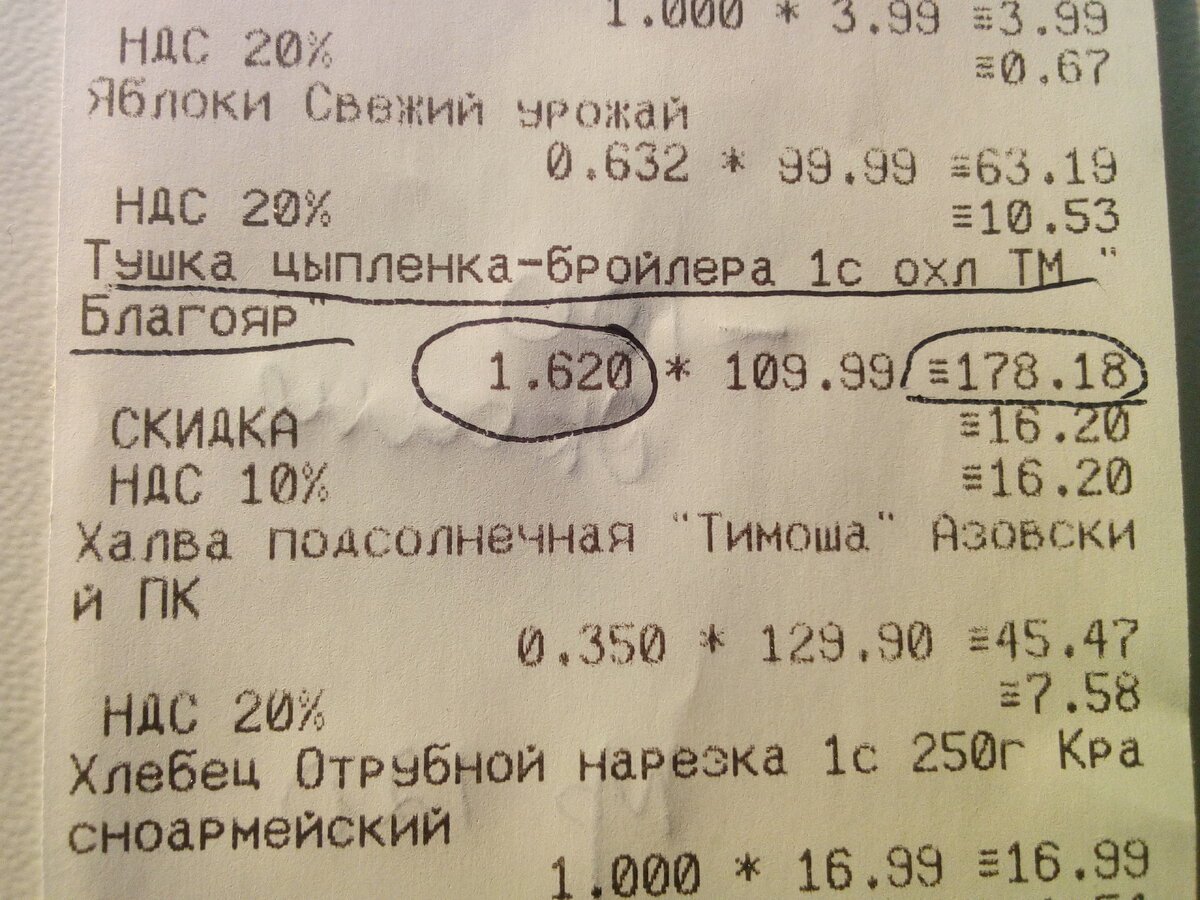 1.000 * 3.99 ≡3.99
НДС 20% ≡0.67
Яблоки Свежий урожай
0.632 * 99.99 ≡63.19
НДС 20% ≡10.53
Тушка цыпленка-бройлера 1с охл ТМ "
Благояр"
1.620 * 109.99 ≡178.18
СКИДКА ≡16.20
НДС 10% ≡16.20
Халва подсолнечная "Тимоша" Азовски
й ПК
0.350 * 129.90 ≡45.47
НДС 20% ≡7.58
Хлебец Отрубной нарезка 1с 250г Кра
сноармейский
1.000 * 16.99 ≡16.99